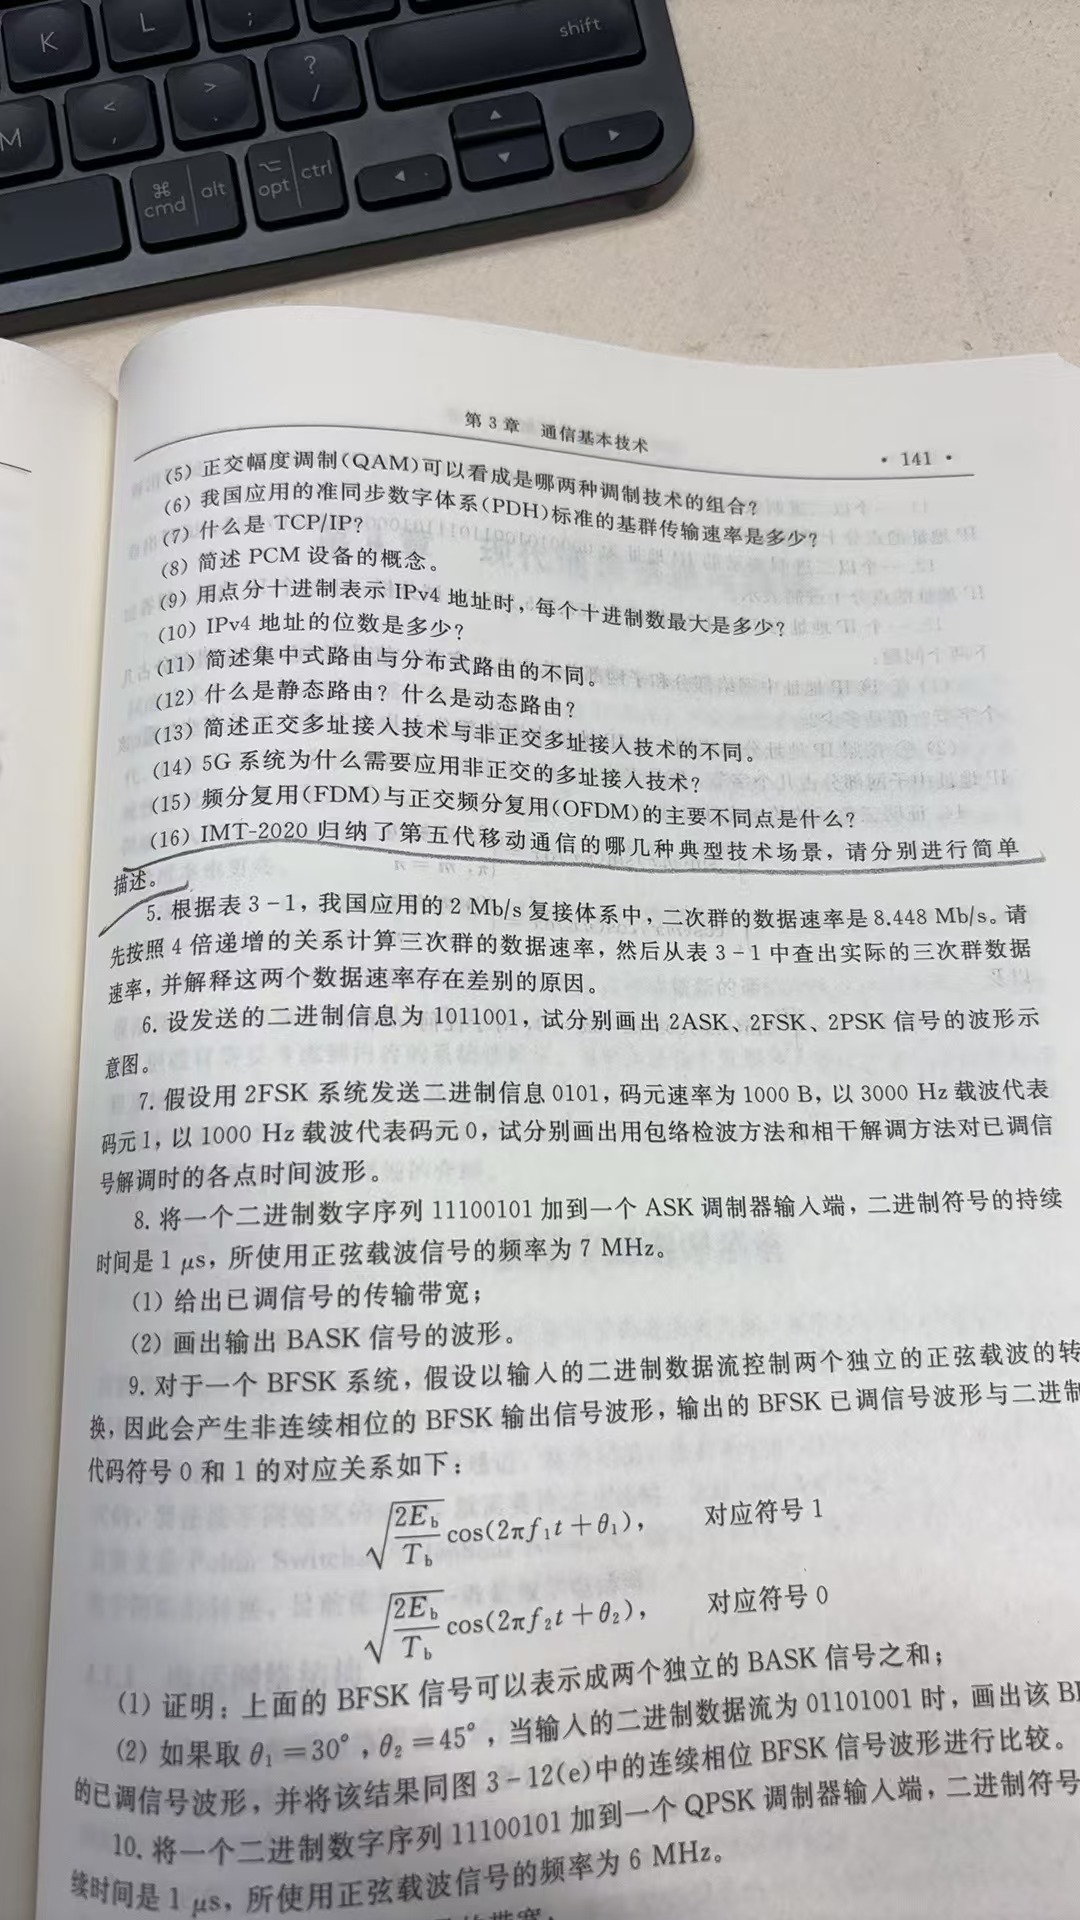 K
L
;
shift
M
<
,
>
.
?
/
⌘
cmd
alt
⌥
opt
ctrl
第 3 章 通信基本技术
· 141 ·
(5) 正交幅度调制(QAM)可以看成是哪两种调制技术的组合?
(6) 我国应用的准同步数字体系(PDH)标准的基群传输速率是多少?
(7) 什么是 TCP/IP?
(8) 简述 PCM 设备的概念。
(9) 用点分十进制表示 IPv4 地址时,每个十进制数最大是多少?
(10) IPv4 地址的位数是多少?
(11) 简述集中式路由与分布式路由的不同。
(12) 什么是静态路由? 什么是动态路由?
(13) 简述正交多址接入技术与非正交多址接入技术的不同。
(14) 5G 系统为什么需要应用非正交的多址接入技术?
(15) 频分复用(FDM)与正交频分复用(OFDM)的主要不同点是什么?
(16) IMT-2020 归纳了第五代移动通信的哪几种典型技术场景,请分别进行简单
描述。
5. 根据表 3-1,我国应用的 2 Mb/s 复接体系中,二次群的数据速率是 8.448 Mb/s。请
先按照 4 倍递增的关系计算三次群的数据速率,然后从表 3-1 中查出实际的三次群数据
速率,并解释这两个数据速率存在差别的原因。
6. 设发送的二进制信息为 1011001,试分别画出 2ASK、2FSK、2PSK 信号的波形示
意图。
7. 假设用 2FSK 系统发送二进制信息 0101,码元速率为 1000 B,以 3000 Hz 载波代表
码元 1,以 1000 Hz 载波代表码元 0,试分别画出用包络检波方法和相干解调方法对已调信
号解调时的各点时间波形。
8. 将一个二进制数字序列 11100101 加到一个 ASK 调制器输入端,二进制符号的持续
时间是 1 μs,所使用正弦载波信号的频率为 7 MHz。
(1) 给出已调信号的传输带宽;
(2) 画出输出 BASK 信号的波形。
9. 对于一个 BFSK 系统,假设以输入的二进制数据流控制两个独立的正弦载波的转
换,因此会产生非连续相位的 BFSK 输出信号波形,输出的 BFSK 已调信号波形与二进制
代码符号 0 和 1 的对应关系如下:
√(2E_b/T_b) cos(2πf₁t+θ₁), 对应符号 1
√(2E_b/T_b) cos(2πf₂t+θ₂), 对应符号 0
(1) 证明:上面的 BFSK 信号可以表示成两个独立的 BASK 信号之和;
(2) 如果取 θ₁=30°,θ₂=45°,当输入的二进制数据流为 01101001 时,画出该
的已调信号波形,并将该结果同图 3-12(e)中的连续相位 BFSK 信号波形进行比较。
10. 将一个二进制数字序列 11100101 加到一个 QPSK 调制器输入端,二进制符号
续时间是 1 μs,所使用正弦载波信号的频率为 6 MHz。